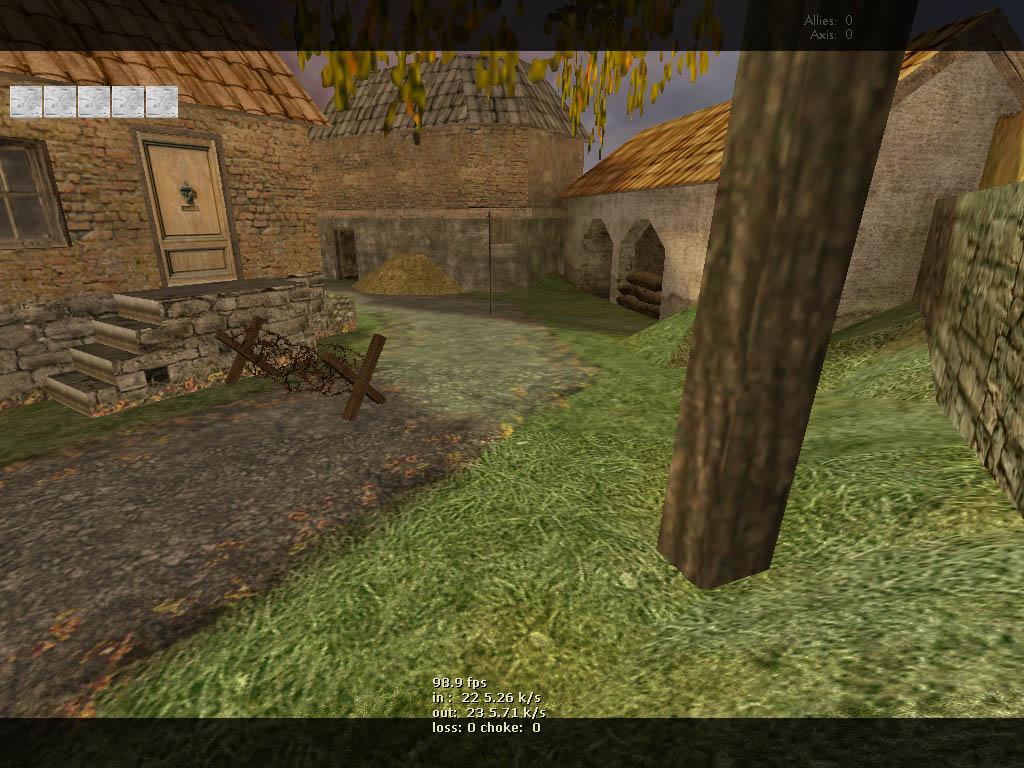 Allies: 0
Axis: 0
98.9 fps
in : 22 5.26 k/s
out: 23 5.71 k/s
loss: 0 choke: 0